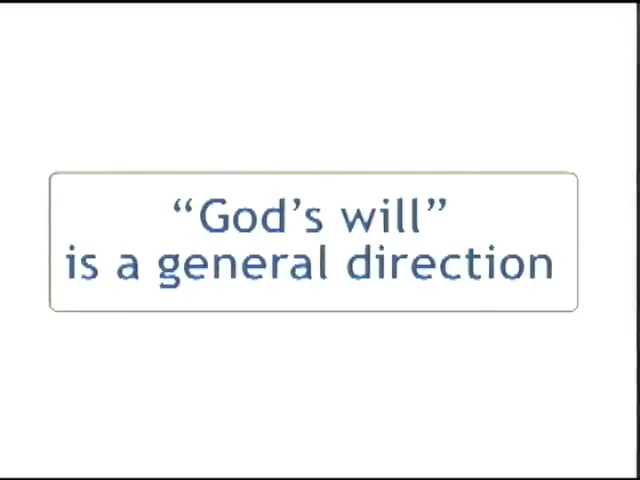 “God’s will”
is a general direction